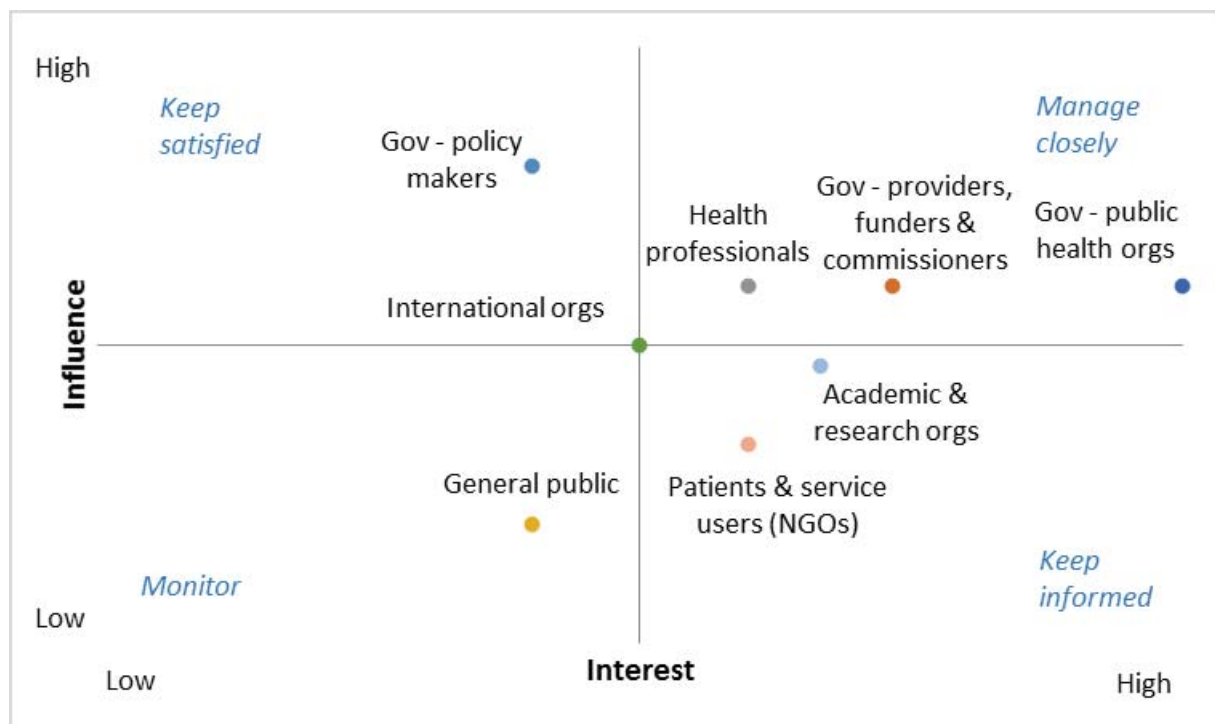 High
Keep
satisfied
Manage
closely
Gov - policy
makers
Health
professionals
Gov - providers,
funders &
commissioners
Gov - public
health orgs
International orgs
Influence
Academic &
research orgs
General public
Patients & service
users (NGOs)
Monitor
Keep
informed
Low
Interest
Low
High